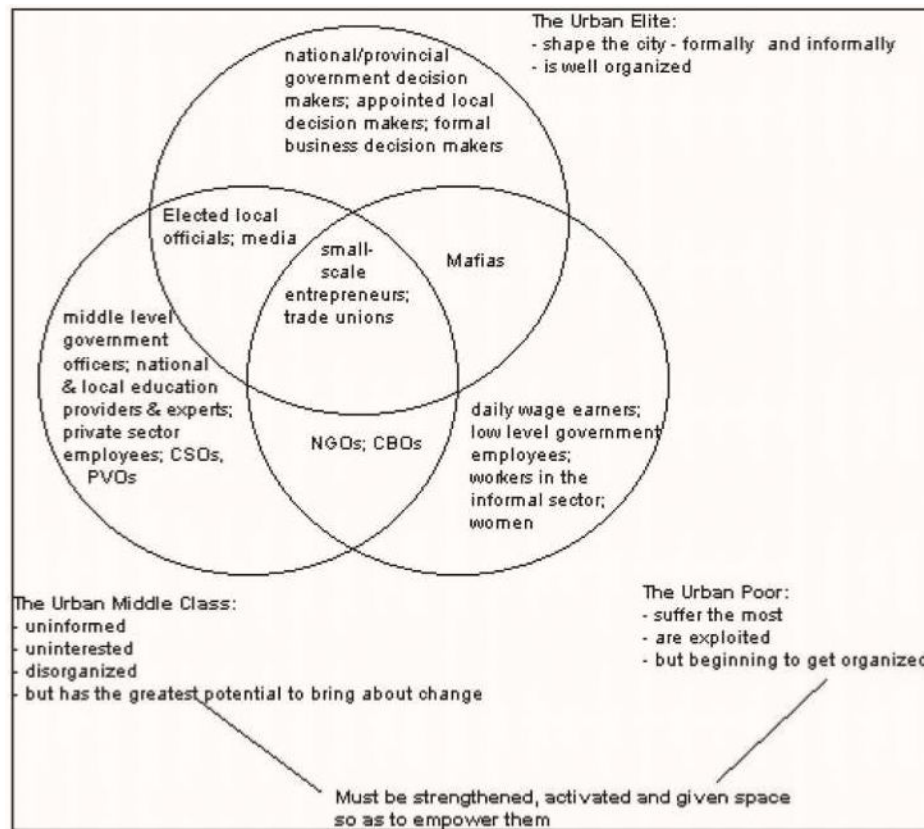 The Urban Elite:
- shape the city - formally and informally
- is well organized
national/provincial
government decision
makers; appointed local
decision makers; formal
business decision makers
Elected local
officials; media
small-
scale
entrepreneurs;
trade unions
Mafias
middle level
government
officers; national
& local education
providers & experts;
private sector
employees; CSOs,
PVOs
NGOs; CBOs
daily wage earners;
low level government
employees;
workers in the
informal sector;
women
The Urban Middle Class:
- uninformed
- uninterested
- disorganized
- but has the greatest potential to bring about change
The Urban Poor:
- suffer the most
- are exploited
- but beginning to get organized
Must be strengthened, activated and given space
so as to empower them